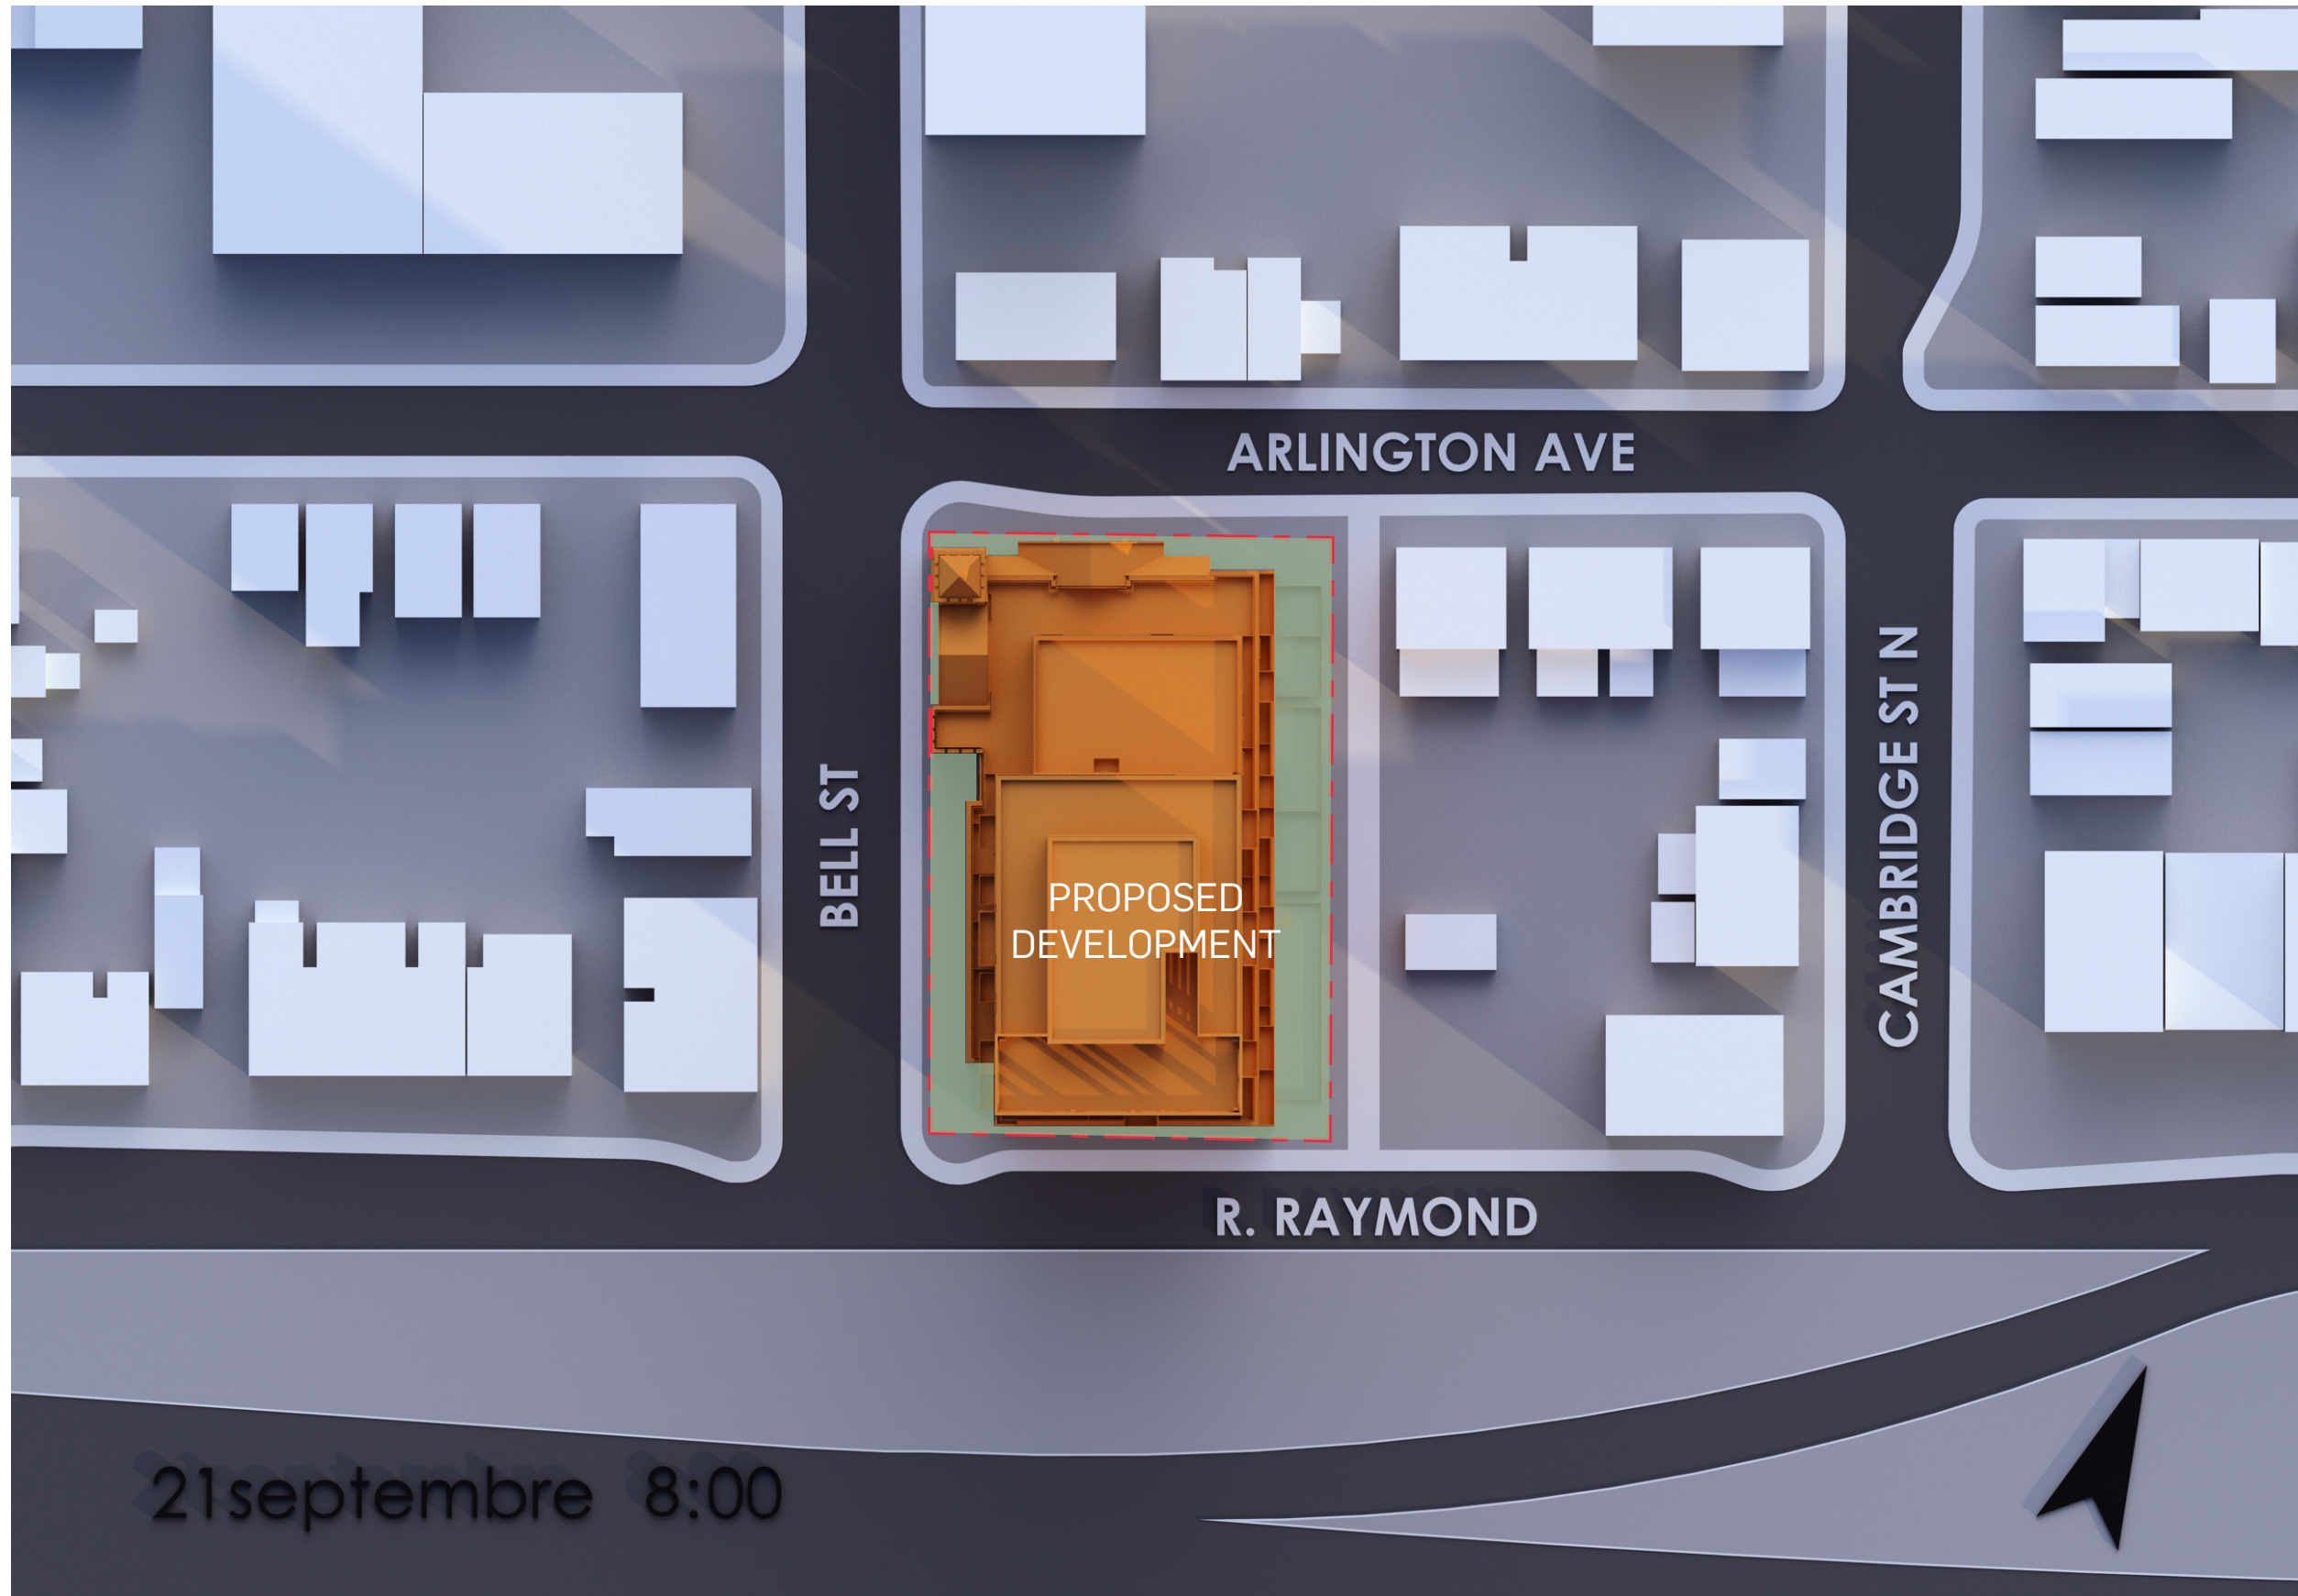 ARLINGTON AVE
BELL ST
CAMBRIDGE ST N
PROPOSED
DEVELOPMENT
R. RAYMOND
21septembre 8:00